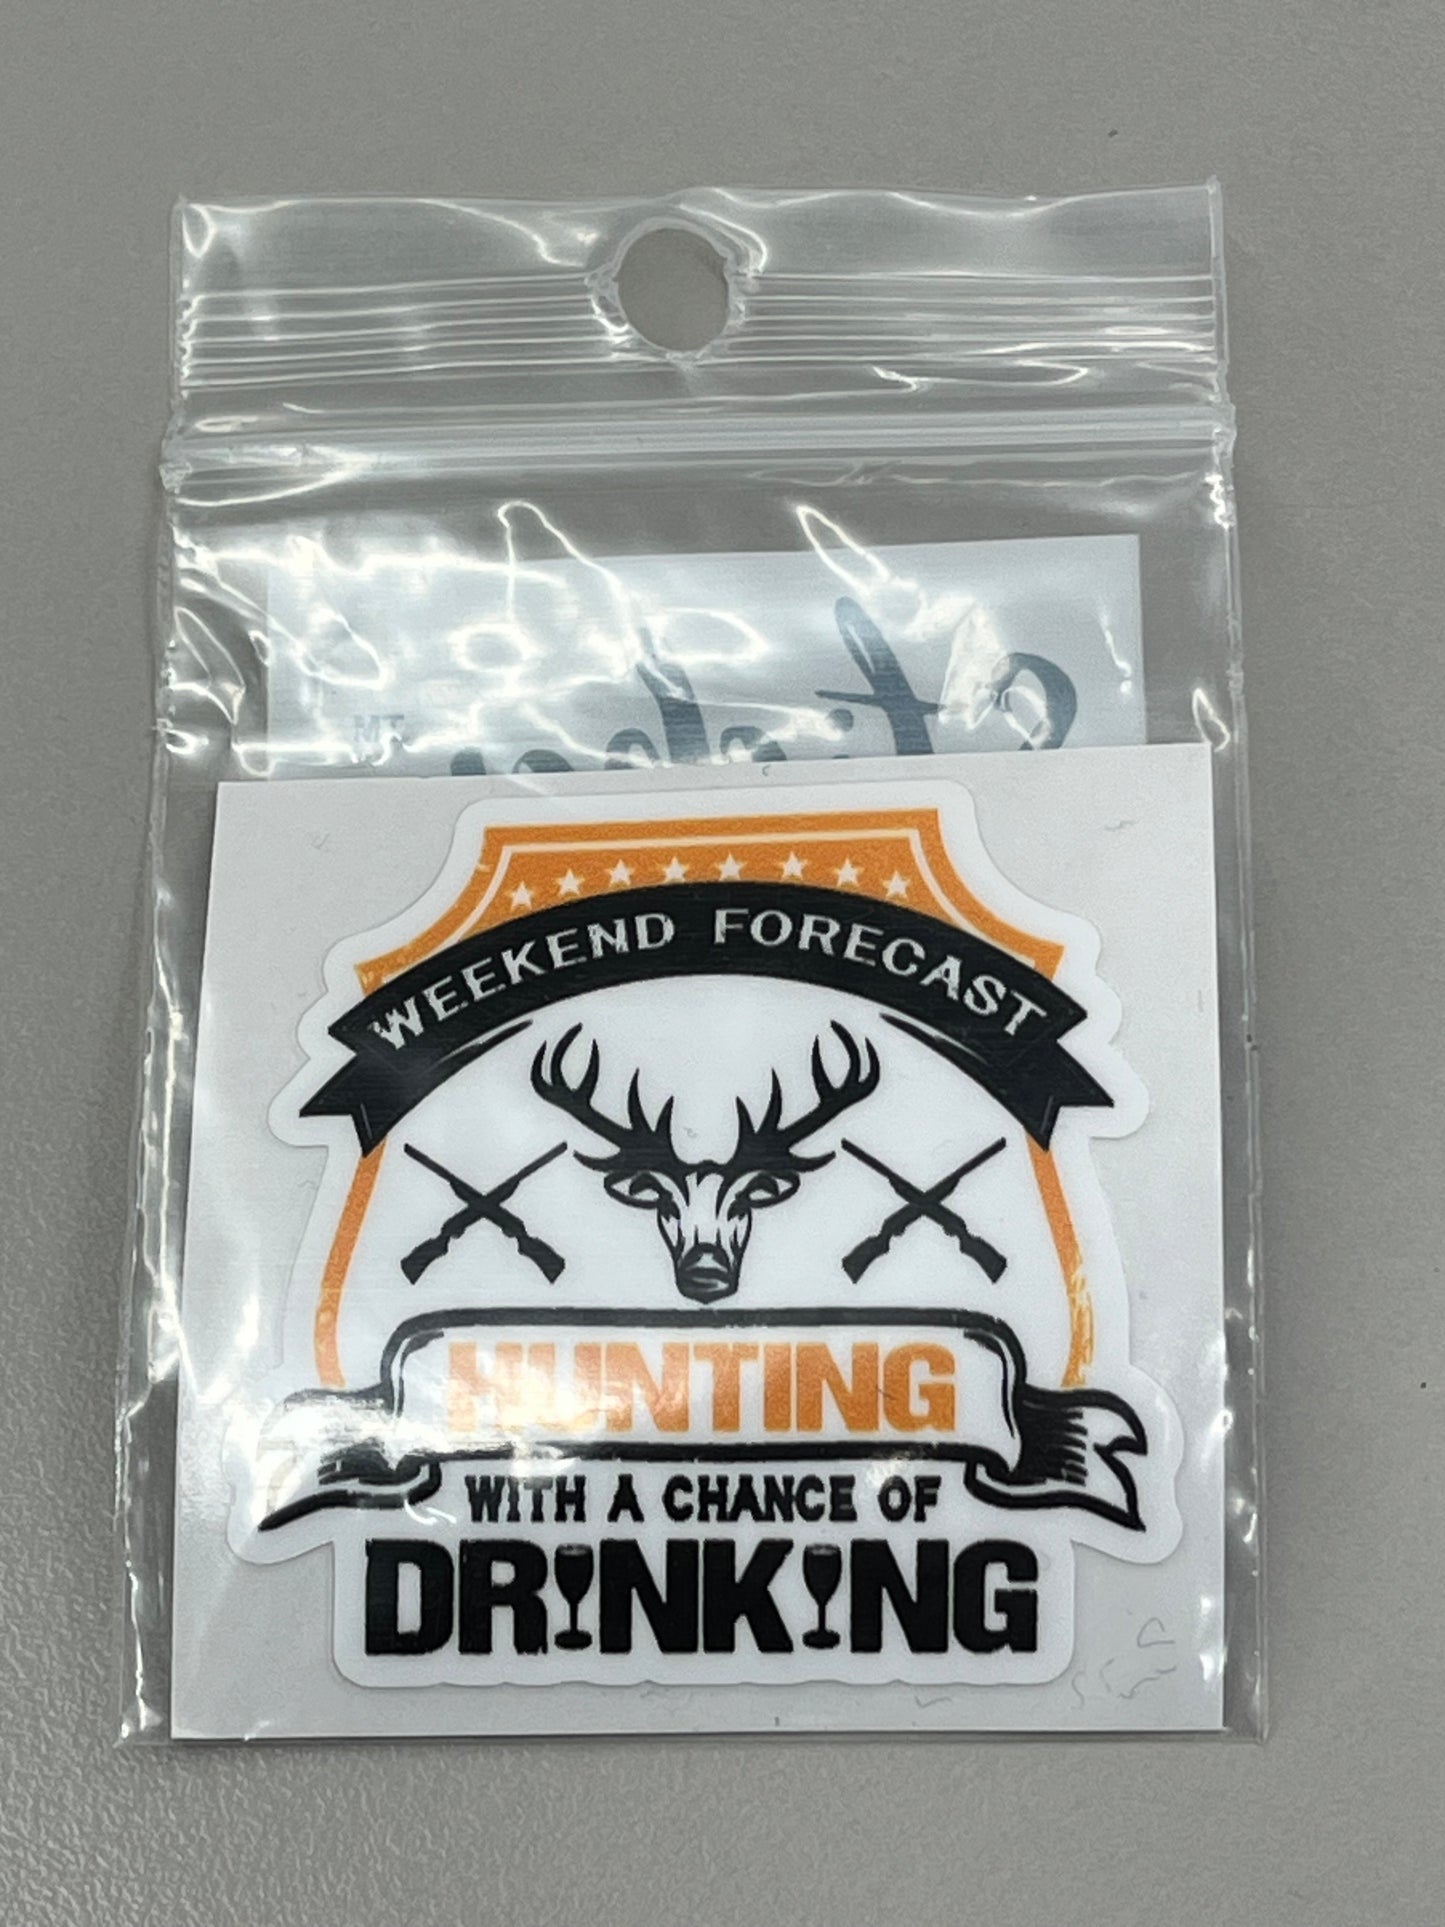 WEEKEND FORECAST
HUNTING
WITH A CHANCE OF
DRINKING